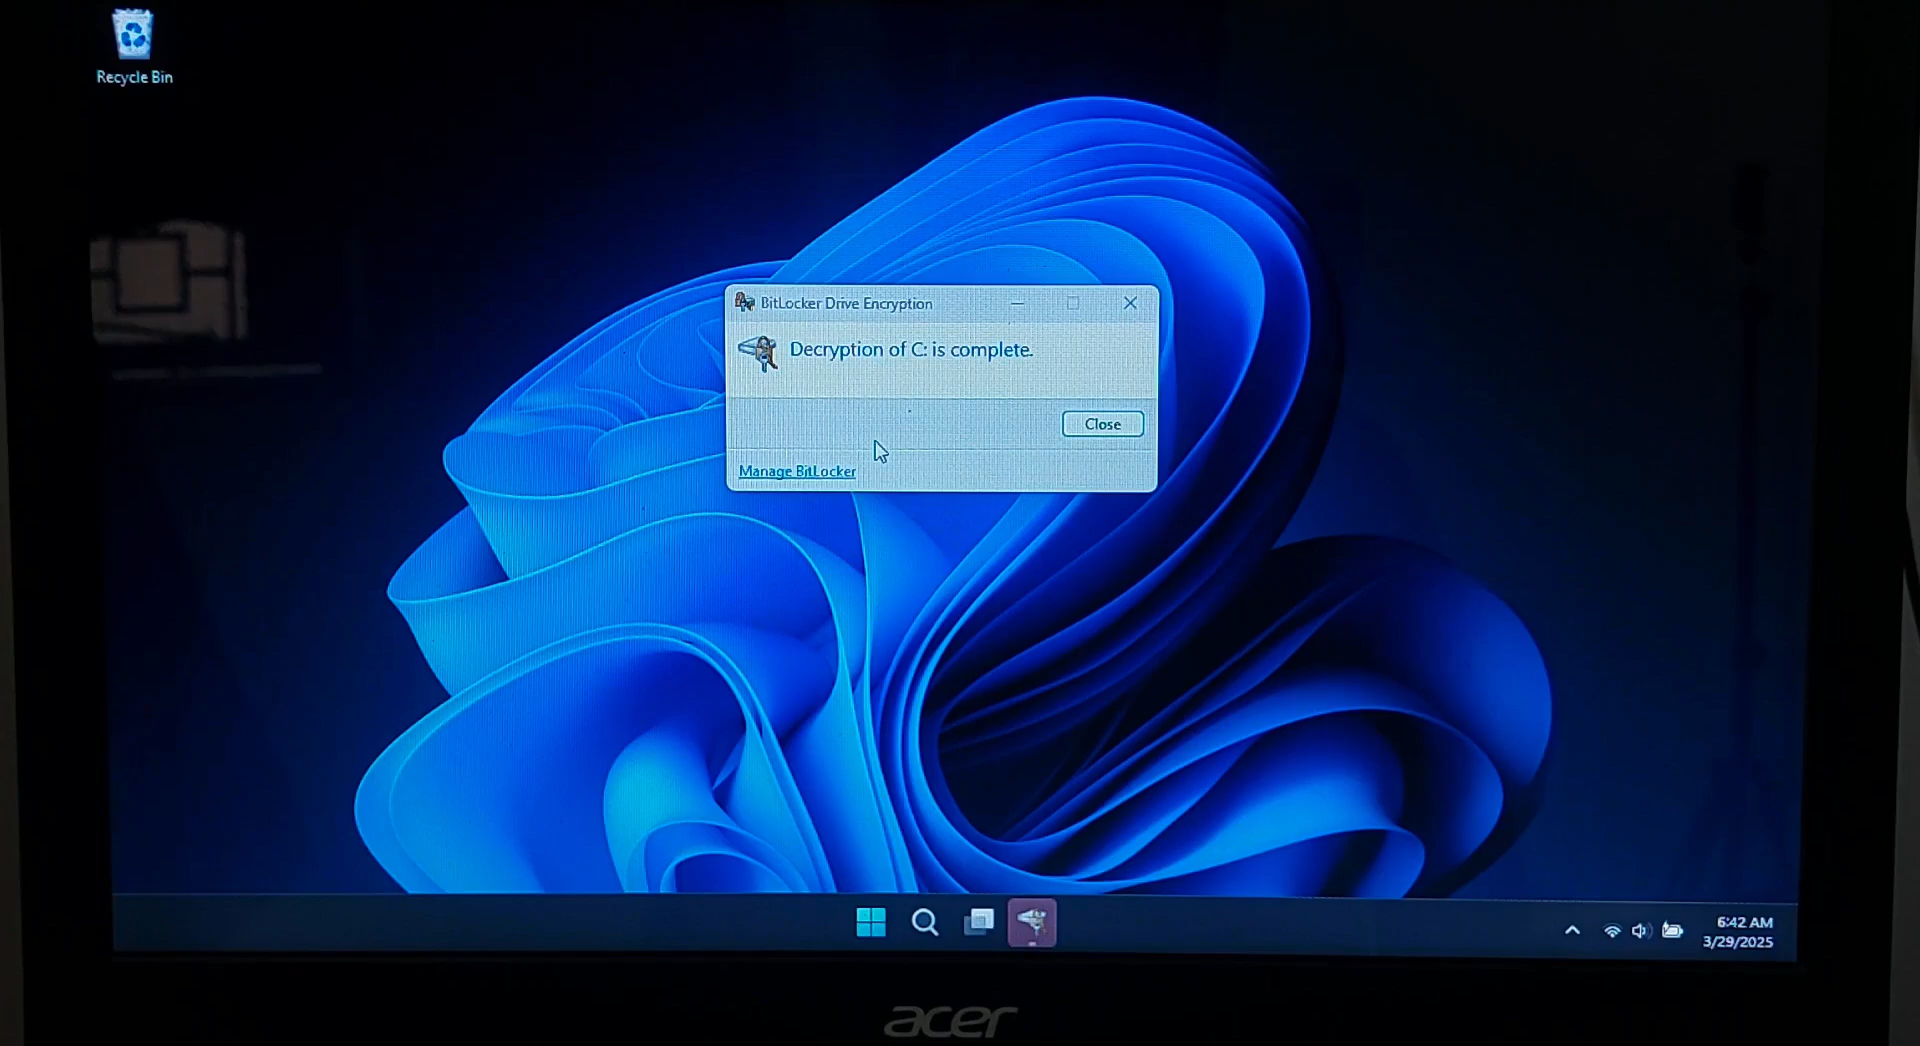 Recycle Bin
BitLocker Drive Encryption
Decryption of C: is complete.
Close
Manage BitLocker
6:42 AM
3/29/2025
acer